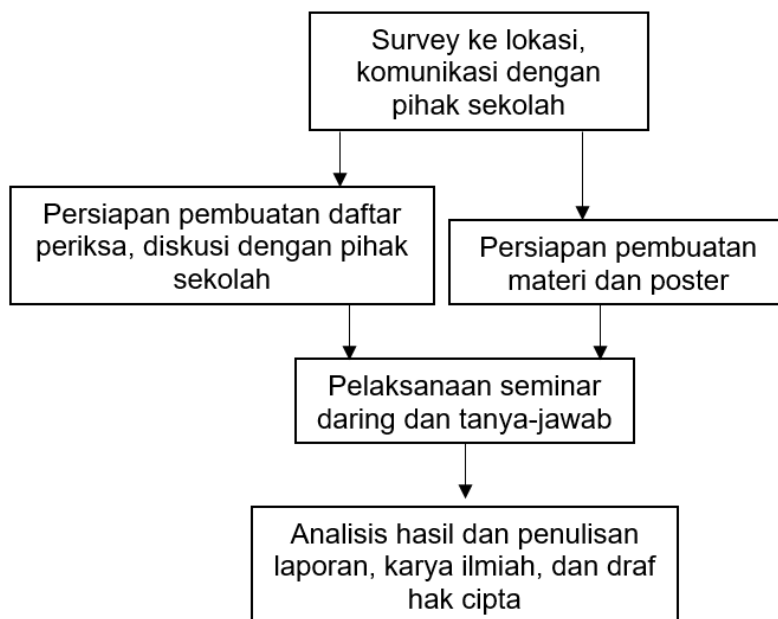 Survey ke lokasi,
komunikasi dengan
pihak sekolah
Persiapan pembuatan daftar
periksa, diskusi dengan pihak
sekolah
Persiapan pembuatan
materi dan poster
Pelaksanaan seminar
daring dan tanya-jawab
Analisis hasil dan penulisan
laporan, karya ilmiah, dan draf
hak cipta